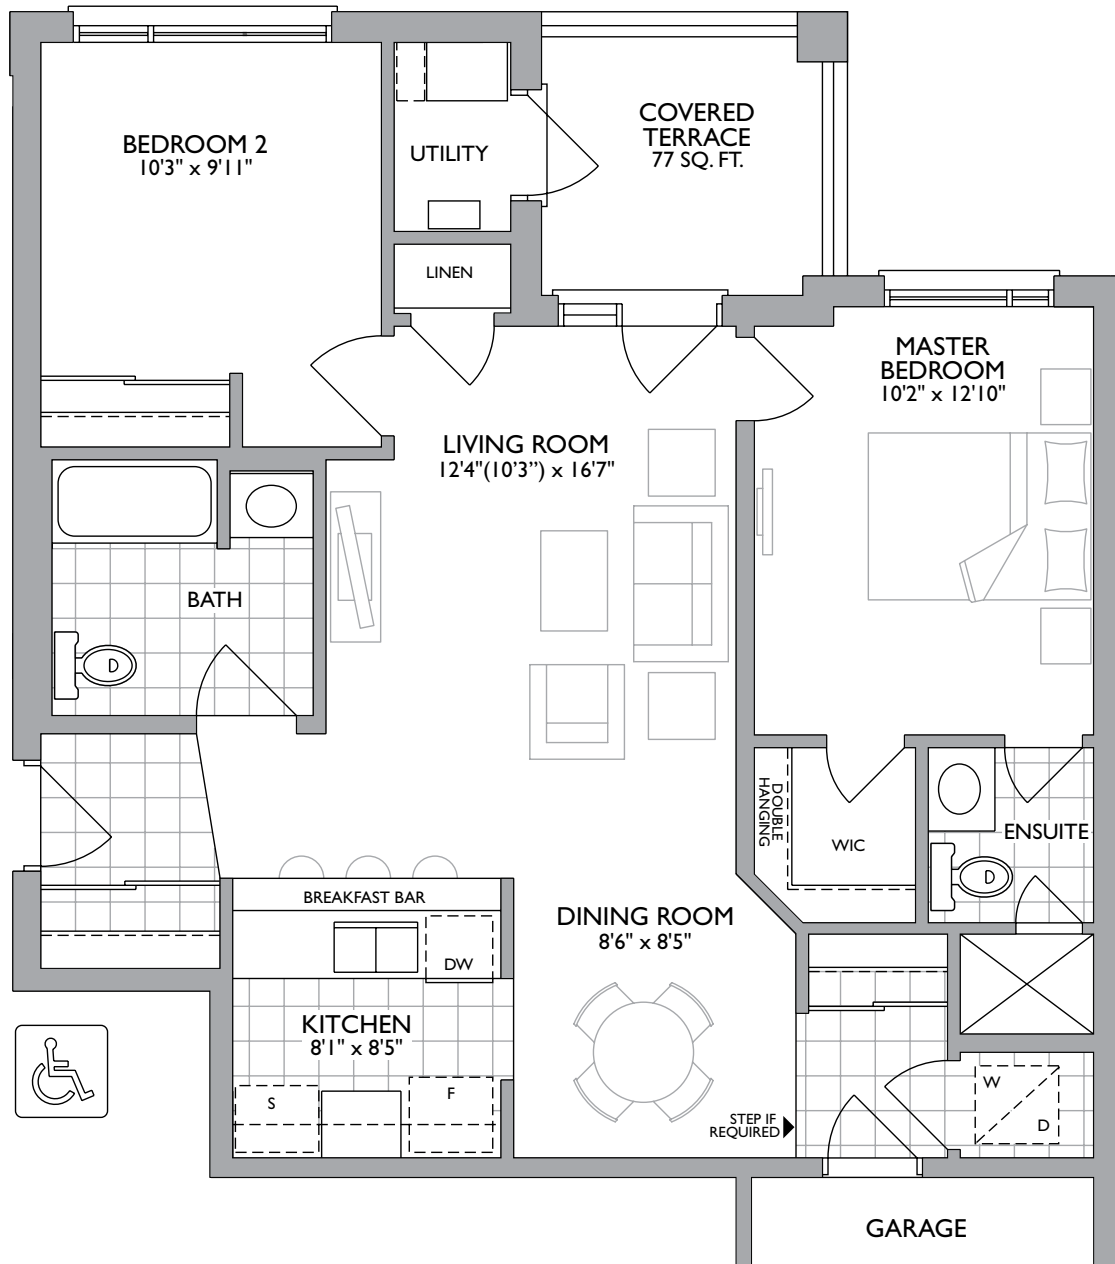 BEDROOM 2
10'3" x 9'11"
UTILITY
COVERED
TERRACE
77 SQ. FT.
LINEN
MASTER
BEDROOM
10'2" x 12'10"
LIVING ROOM
12'4"(10'3”) x 16'7"
BATH
D
DOUBLE
HANGING
WIC
ENSUITE
D
BREAKFAST BAR
DW
DINING ROOM
8'6" x 8'5"
KITCHEN
8'1" x 8'5"
S
F
STEP IF
REQUIRED
W
D
GARAGE